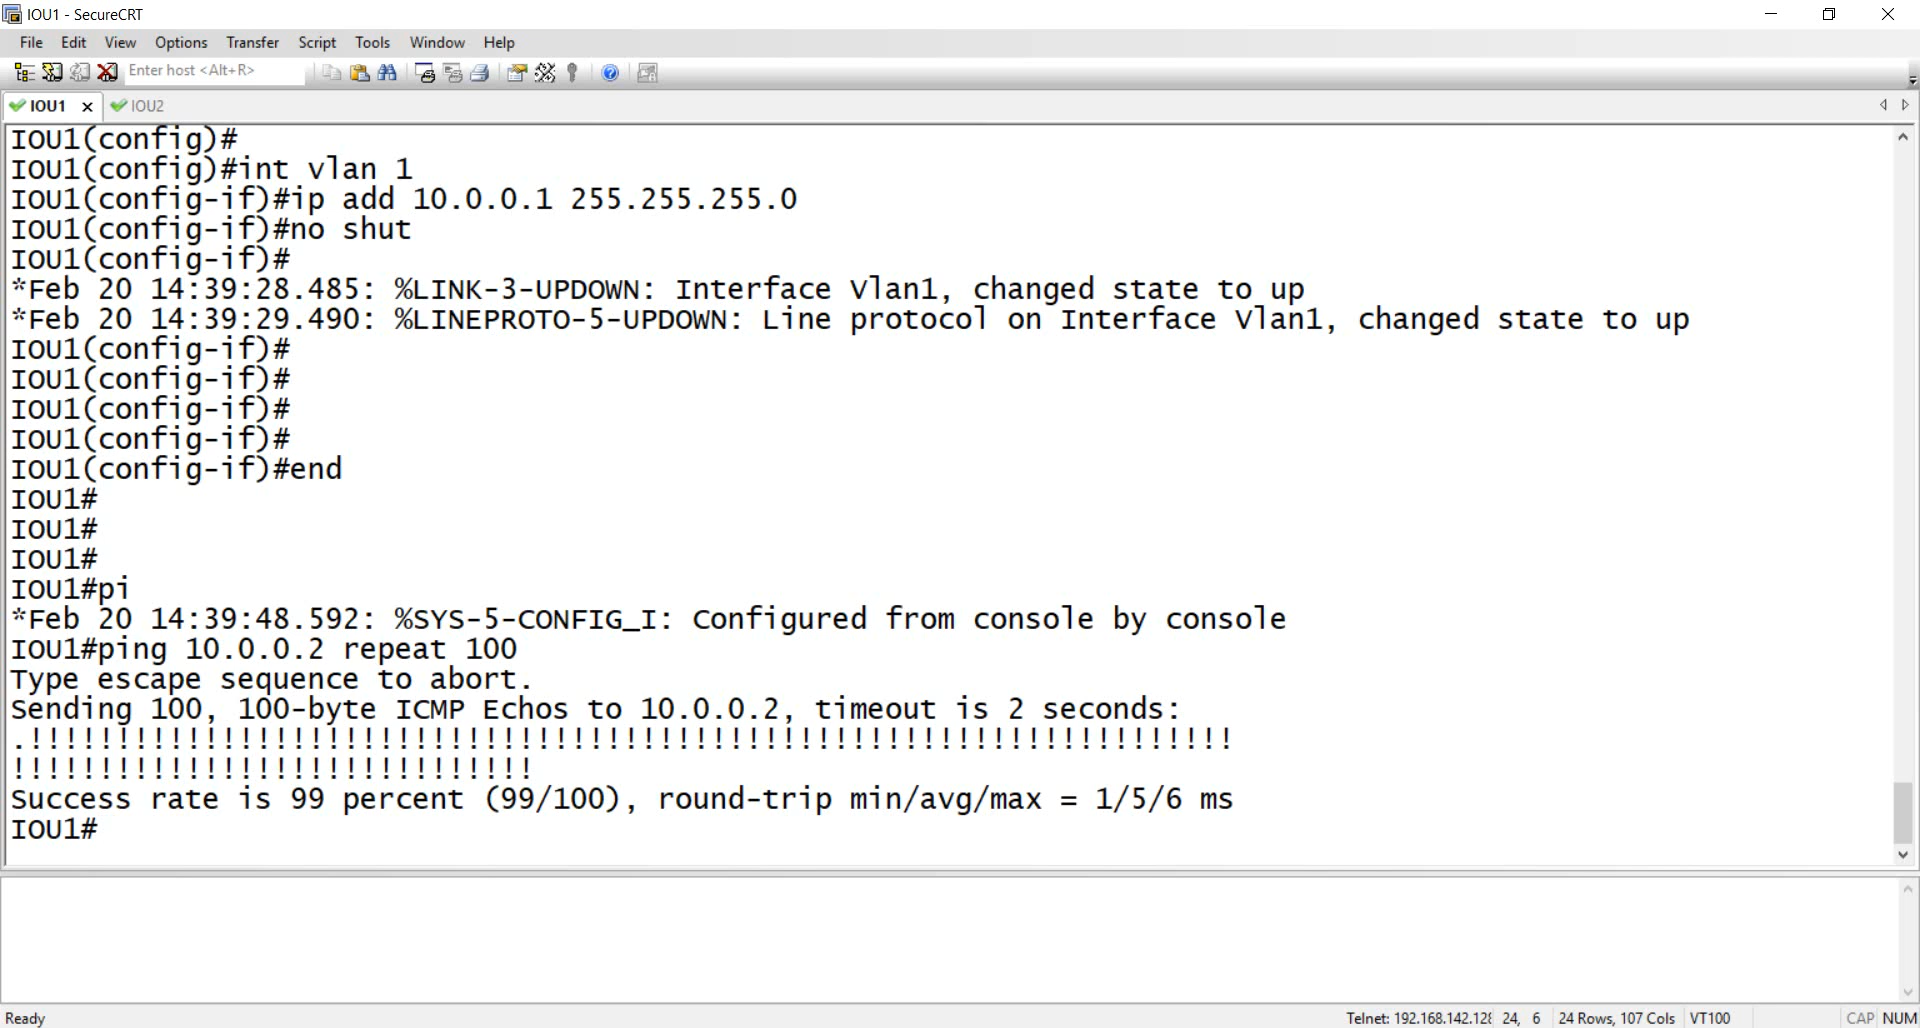 IOU1 - SecureCRT
File Edit View Options Transfer Script Tools Window Help
Enter host <Alt+R>
IOU1 IOU2
IOU1(config)#
IOU1(config)#int vlan 1
IOU1(config-if)#ip add 10.0.0.1 255.255.255.0
IOU1(config-if)#no shut
IOU1(config-if)#
*Feb 20 14:39:28.485: %LINK-3-UPDOWN: Interface Vlan1, changed state to up
*Feb 20 14:39:29.490: %LINEPROTO-5-UPDOWN: Line protocol on Interface Vlan1, changed state to up
IOU1(config-if)#
IOU1(config-if)#
IOU1(config-if)#
IOU1(config-if)#
IOU1(config-if)#end
IOU1#
IOU1#
IOU1#
IOU1#pi
*Feb 20 14:39:48.592: %SYS-5-CONFIG_I: Configured from console by console
IOU1#ping 10.0.0.2 repeat 100
Type escape sequence to abort.
Sending 100, 100-byte ICMP Echos to 10.0.0.2, timeout is 2 seconds:
.!!!!!!!!!!!!!!!!!!!!!!!!!!!!!!!!!!!!!!!!!!!!!!!!!!!!!!!!!!!!!!!!!!!!!
!!!!!!!!!!!!!!!!!!!!!!!!!!!!!!
Success rate is 99 percent (99/100), round-trip min/avg/max = 1/5/6 ms
IOU1#
Ready Telnet: 192.168.142.128 24, 6 24 Rows, 107 Cols VT100 CAP NUM